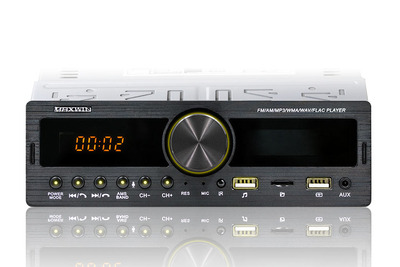 MAXWIN
FM/AM/MP3/WMA/WAV/FLAC PLAYER
00:02
POWER MODE
AMS BAND
CH-
CH+
RES
MIC
IR
AUX